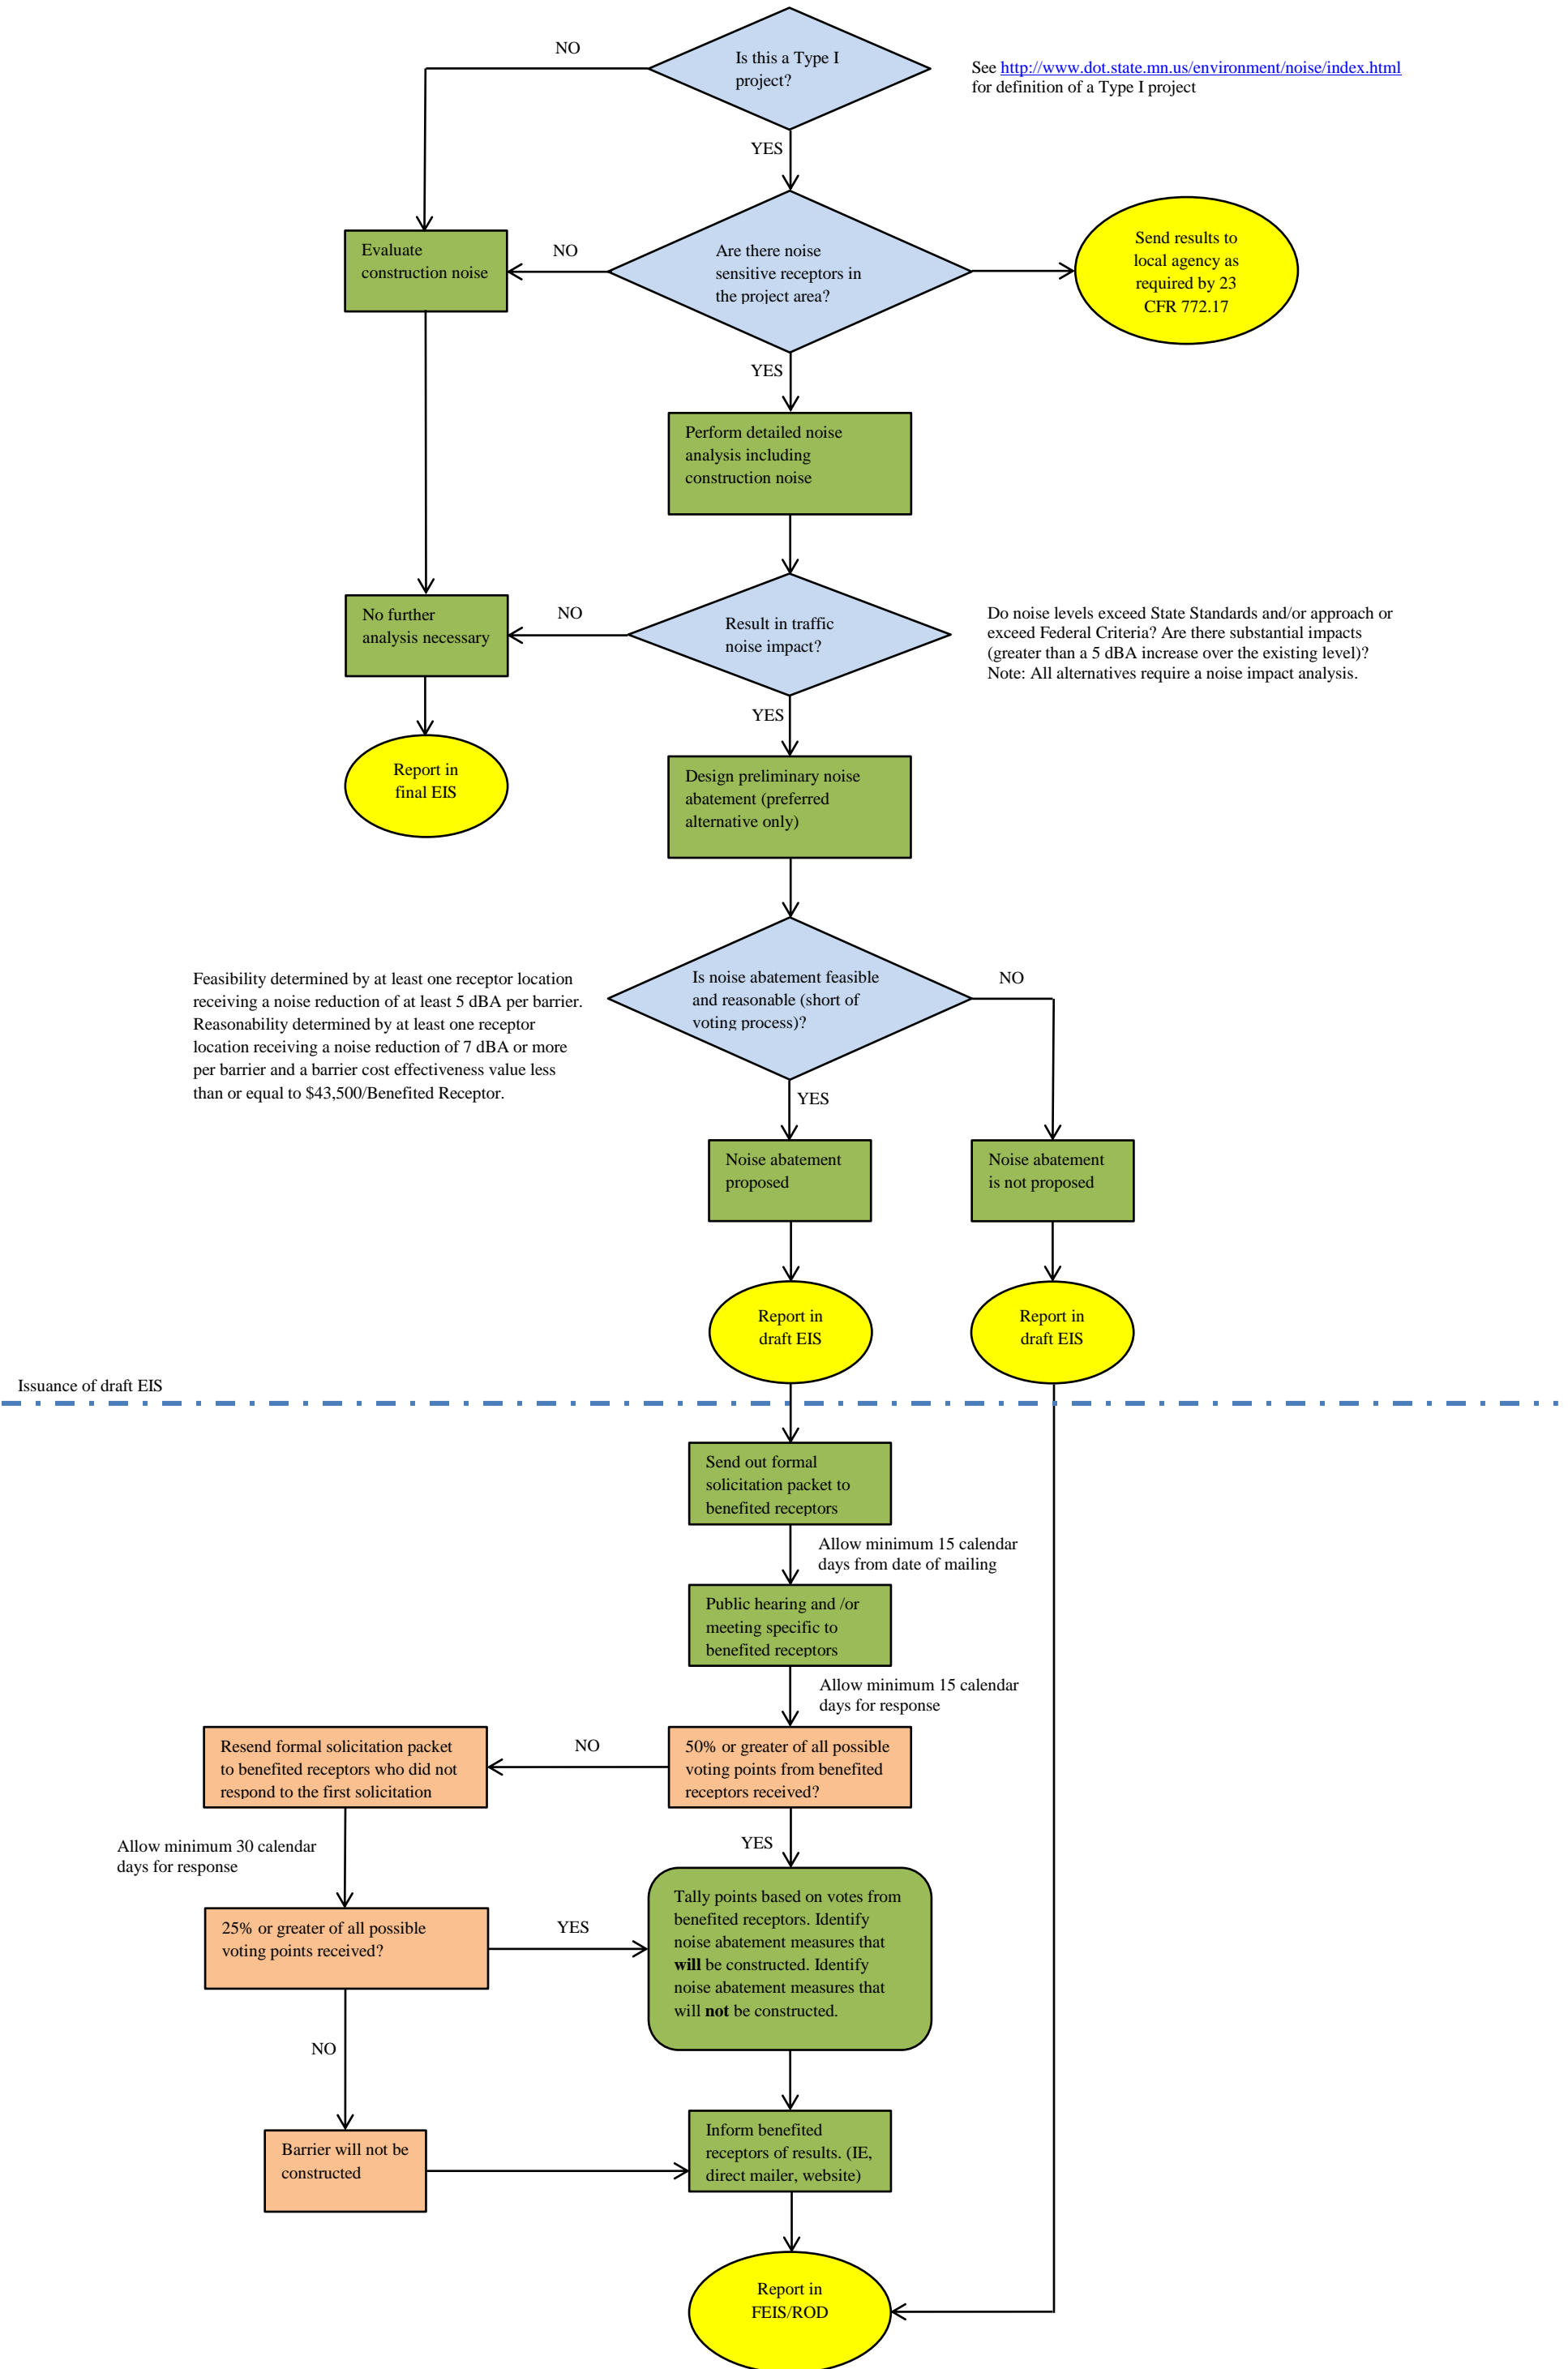 NO
Is this a Type I
project?
See http://www.dot.state.mn.us/environment/noise/index.html
for definition of a Type I project
YES
Evaluate
construction noise
NO
Are there noise
sensitive receptors in
the project area?
Send results to
local agency as
required by 23
CFR 772.17
YES
Perform detailed noise
analysis including
construction noise
No further
analysis necessary
NO
Result in traffic
noise impact?
Do noise levels exceed State Standards and/or approach or
exceed Federal Criteria? Are there substantial impacts
(greater than a 5 dBA increase over the existing level)?
Note: All alternatives require a noise impact analysis.
YES
Report in
final EIS
Design preliminary noise
abatement (preferred
alternative only)
Feasibility determined by at least one receptor location
receiving a noise reduction of at least 5 dBA per barrier.
Reasonability determined by at least one receptor
location receiving a noise reduction of 7 dBA or more
per barrier and a barrier cost effectiveness value less
than or equal to $43,500/Benefited Receptor.
Is noise abatement feasible
and reasonable (short of
voting process)?
NO
YES
Noise abatement
proposed
Noise abatement
is not proposed
Report in
draft EIS
Report in
draft EIS
Issuance of draft EIS
Send out formal
solicitation packet to
benefited receptors
Allow minimum 15 calendar
days from date of mailing
Public hearing and /or
meeting specific to
benefited receptors
Allow minimum 15 calendar
days for response
Resend formal solicitation packet
to benefited receptors who did not
respond to the first solicitation
NO
50% or greater of all possible
voting points from benefited
receptors received?
Allow minimum 30 calendar
days for response
YES
25% or greater of all possible
voting points received?
YES
Tally points based on votes from
benefited receptors. Identify
noise abatement measures that
will be constructed. Identify
noise abatement measures that
will not be constructed.
NO
Barrier will not be
constructed
Inform benefited
receptors of results. (IE,
direct mailer, website)
Report in
FEIS/ROD